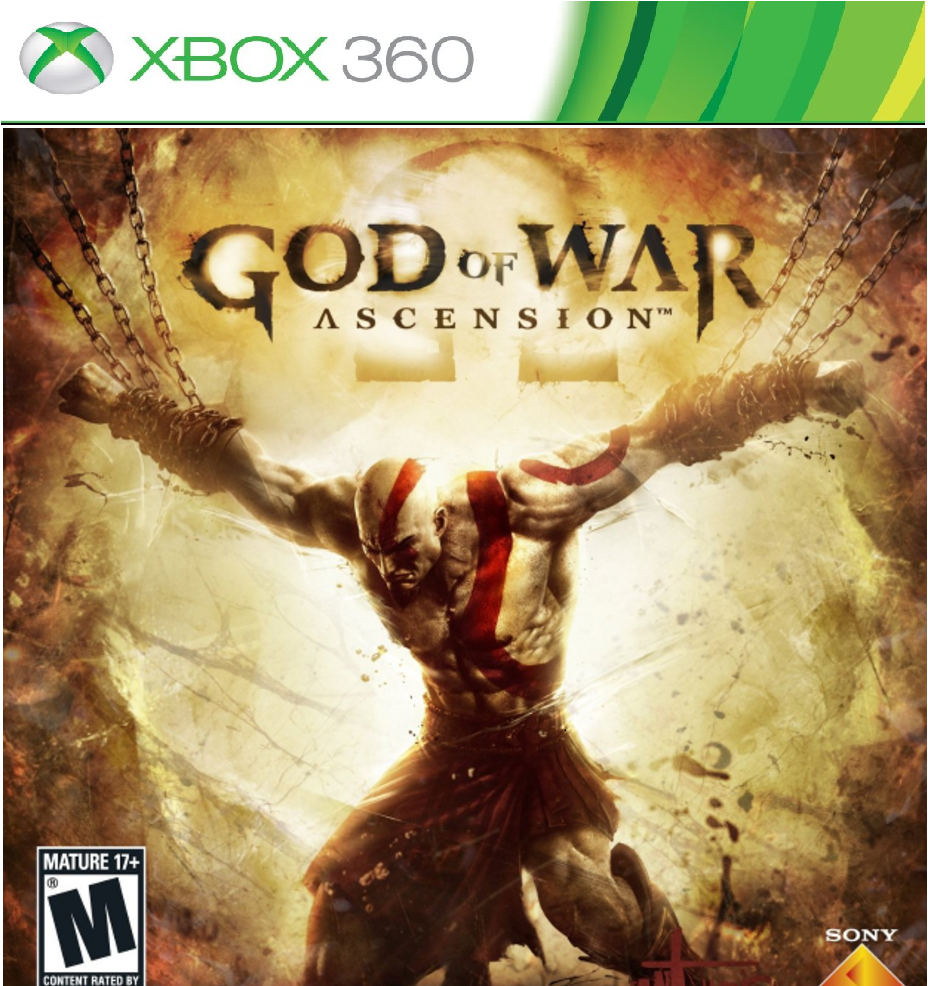 XBOX 360
GOD OF WAR
ASCENSION™
MATURE 17+
®
M
CONTENT RATED BY
SONY